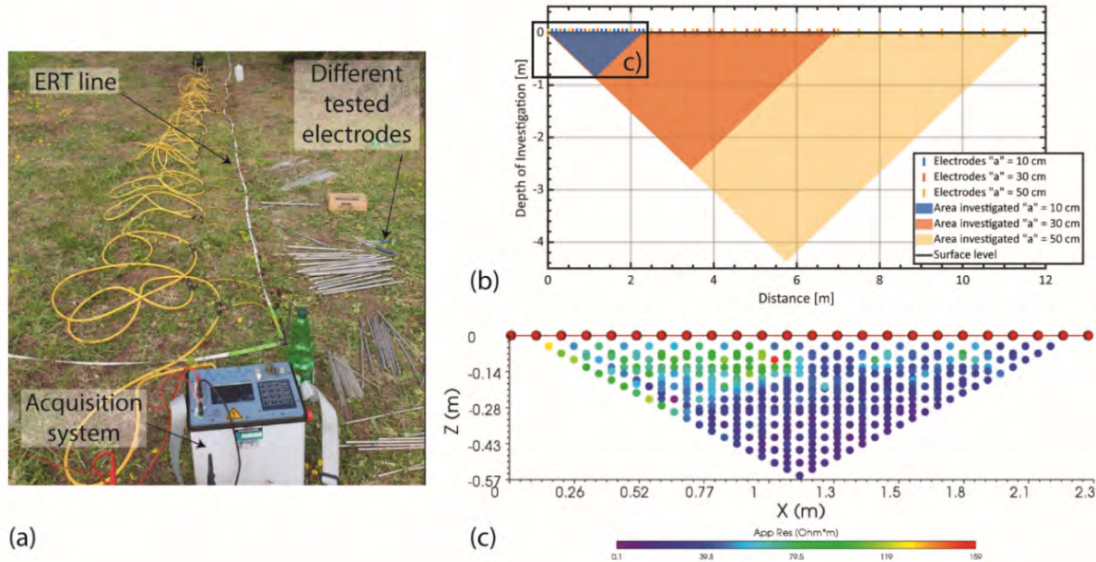 ERT line
Different
tested
electrodes
Acquisition
system
(a)
Depth of Investigation [m]
0
-1
-2
-3
-4
c)
Electrodes "a" = 10 cm
Electrodes "a" = 30 cm
Electrodes "a" = 50 cm
Area investigated "a" = 10 cm
Area investigated "a" = 30 cm
Area investigated "a" = 50 cm
Surface level
0 2 4 6 8 10 12
Distance [m]
(b)
Z (m)
0
-0.14
-0.28
-0.43
-0.57
0 0.26 0.52 0.77 1 1.3 1.5 1.8 2.1 2.3
X (m)
App Res (Ohm*m)
0.1 39.8 79.5 119 159
(c)